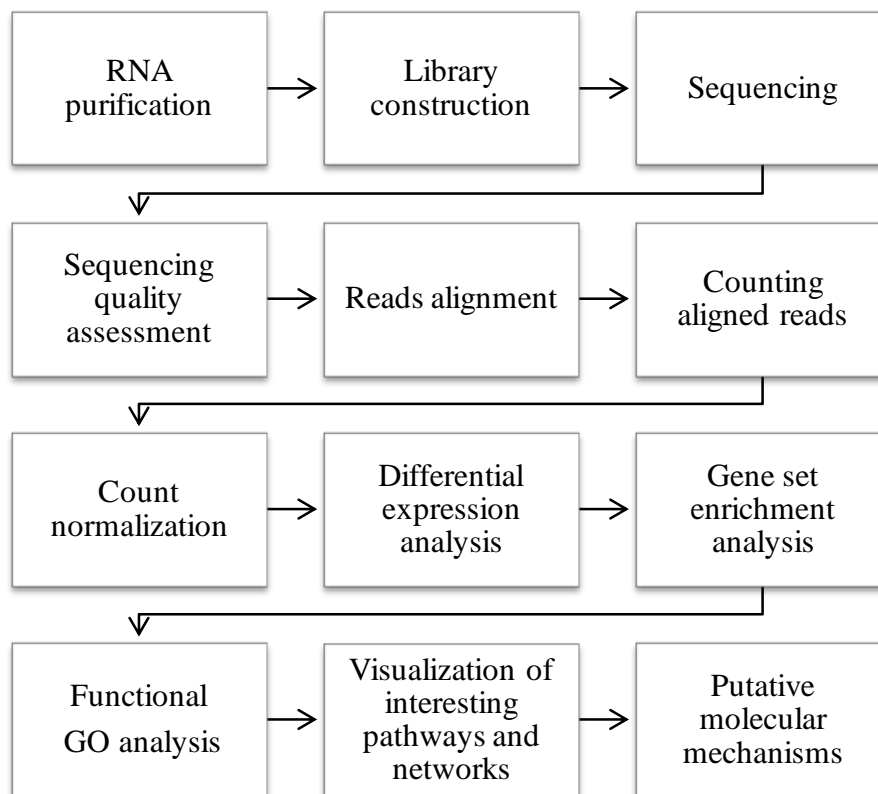 RNA
purification
Library
construction
Sequencing
Sequencing
quality
assessment
Reads alignment
Counting
aligned reads
Count
normalization
Differential
expression
analysis
Gene set
enrichment
analysis
Functional
GO analysis
Visualization of
interesting
pathways and
networks
Putative
molecular
mechanisms